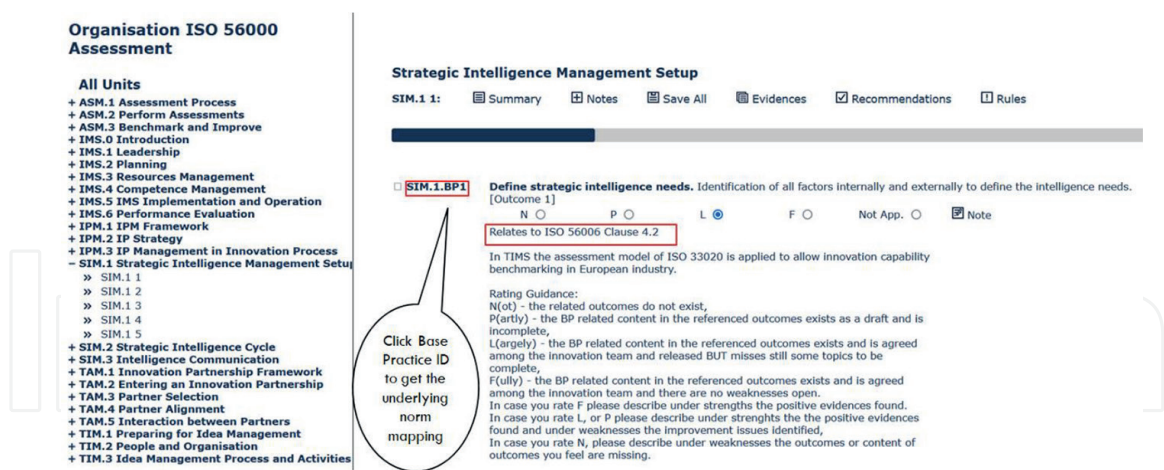 Organisation ISO 56000
Assessment
All Units
+ ASM.1 Assessment Process
+ ASM.2 Perform Assessments
+ ASM.3 Benchmark and Improve
+ IMS.0 Introduction
+ IMS.1 Leadership
+ IMS.2 Planning
+ IMS.3 Resources Management
+ IMS.4 Competence Management
+ IMS.5 IMS Implementation and Operation
+ IMS.6 Performance Evaluation
+ IPM.1 IPM Framework
+ IPM.2 IP Strategy
+ IPM.3 IP Management in Innovation Process
− SIM.1 Strategic Intelligence Management Setup
» SIM.1 1
» SIM.1 2
» SIM.1 3
» SIM.1 4
» SIM.1 5
+ SIM.2 Strategic Intelligence Cycle
+ SIM.3 Intelligence Communication
+ TAM.1 Innovation Partnership Framework
+ TAM.2 Entering an Innovation Partnership
+ TAM.3 Partner Selection
+ TAM.4 Partner Alignment
+ TAM.5 Interaction between Partners
+ TIM.1 Preparing for Idea Management
+ TIM.2 People and Organisation
+ TIM.3 Idea Management Process and Activities
Strategic Intelligence Management Setup
SIM.1 1: Summary Notes Save All Evidences Recommendations Rules
SIM.1.BP1 Define strategic intelligence needs. Identification of all factors internally and externally to define the intelligence needs.
[Outcome 1]
N P L F Not App. Note
Relates to ISO 56006 Clause 4.2
In TIMS the assessment model of ISO 33020 is applied to allow innovation capability
benchmarking in European industry.
Rating Guidance:
N(ot) - the related outcomes do not exist,
P(artly) - the BP related content in the referenced outcomes exists as a draft and is
incomplete,
L(argely) - the BP related content in the referenced outcomes exists and is agreed
among the innovation team and released BUT misses still some topics to be
complete,
F(ully) - the BP related content in the referenced outcomes exists and is agreed
among the innovation team and there are no weaknesses open.
In case you rate F please describe under strengths the positive evidences found.
In case you rate L, or P please describe under strenghts the the positive evidences
found and under weaknesses the improvement issues identified,
In case you rate N, please describe under weaknesses the outcomes or content of
outcomes you feel are missing.
Click Base
Practice ID
to get the
underlying
norm
mapping